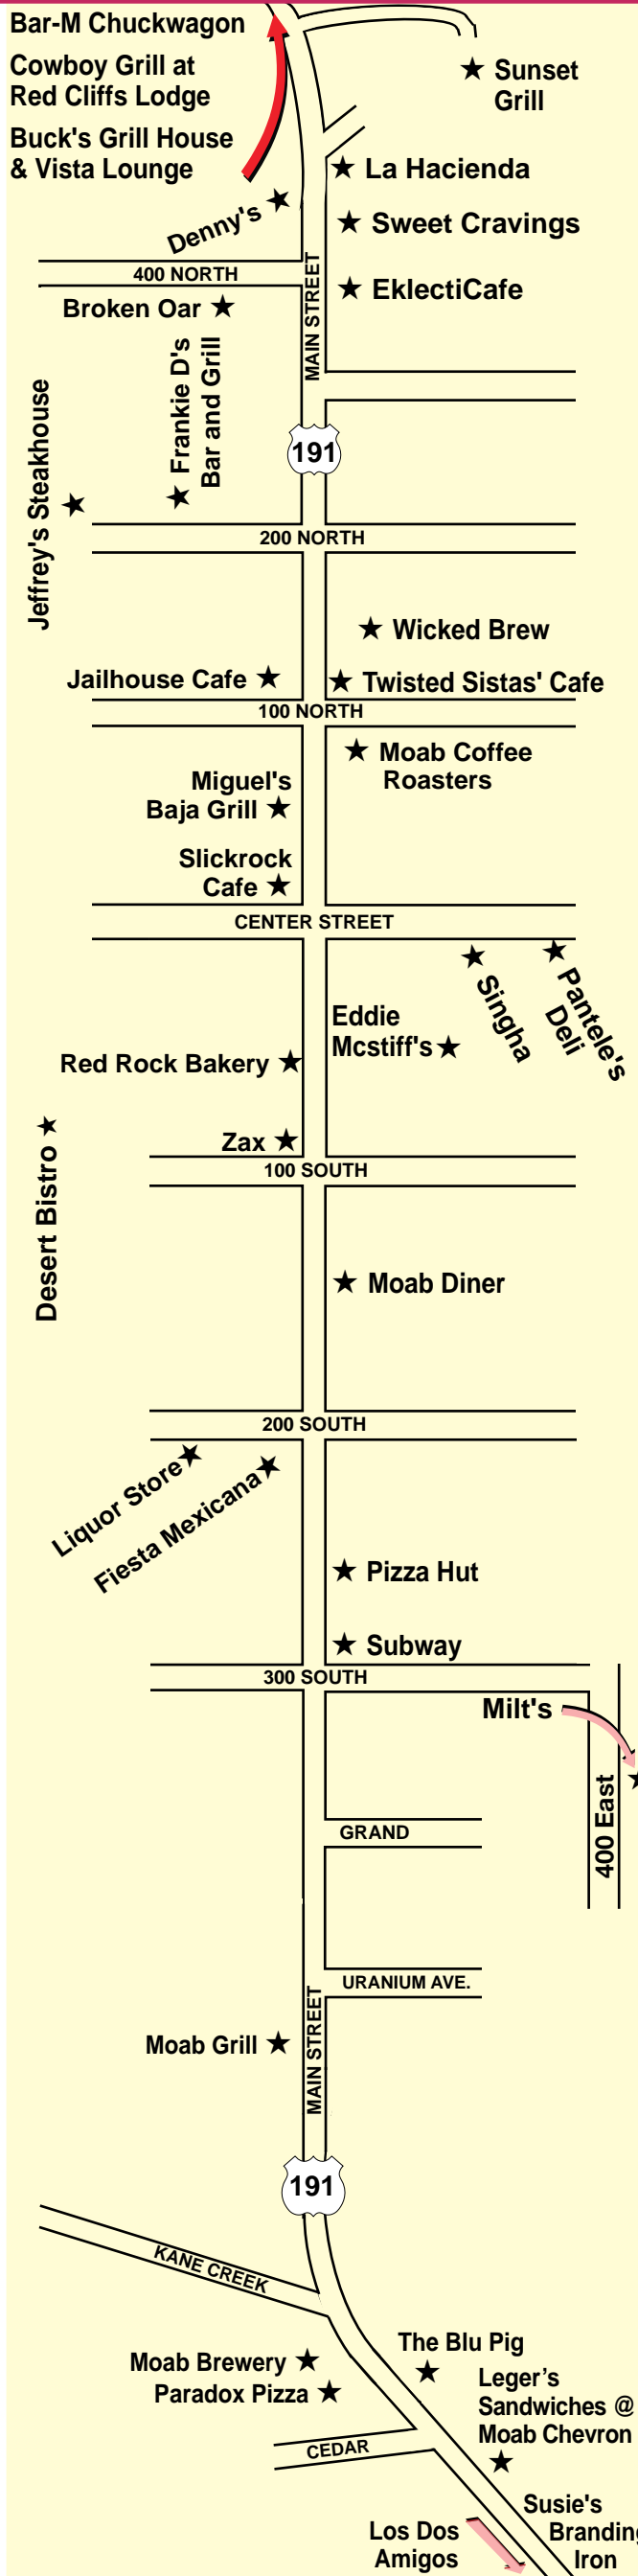 Bar-M Chuckwagon
Cowboy Grill at
Red Cliffs Lodge
Buck's Grill House
& Vista Lounge
★ Sunset
Grill
★ La Hacienda
Denny's ★
★ Sweet Cravings
400 NORTH
MAIN STREET
★ EklectiCafe
Broken Oar ★
★ Frankie D's
Bar and Grill
Jeffrey's Steakhouse ★
191
200 NORTH
★ Wicked Brew
Jailhouse Cafe ★
★ Twisted Sistas' Cafe
100 NORTH
★ Moab Coffee
Roasters
Miguel's
Baja Grill ★
Slickrock
Cafe ★
CENTER STREET
★ Singha
★ Pantele's
Deli
Eddie
Mcstiff's ★
Red Rock Bakery ★
Desert Bistro ★
Zax ★
100 SOUTH
★ Moab Diner
200 SOUTH
Liquor Store ★
Fiesta Mexicana ★
★ Pizza Hut
★ Subway
300 SOUTH
Milt's
★
400 East
GRAND
URANIUM AVE.
MAIN STREET
Moab Grill ★
191
KANE CREEK
The Blu Pig
★
Moab Brewery ★
Paradox Pizza ★
Leger's
Sandwiches @
Moab Chevron
★
CEDAR
Susie's
Branding
Iron
Los Dos
Amigos